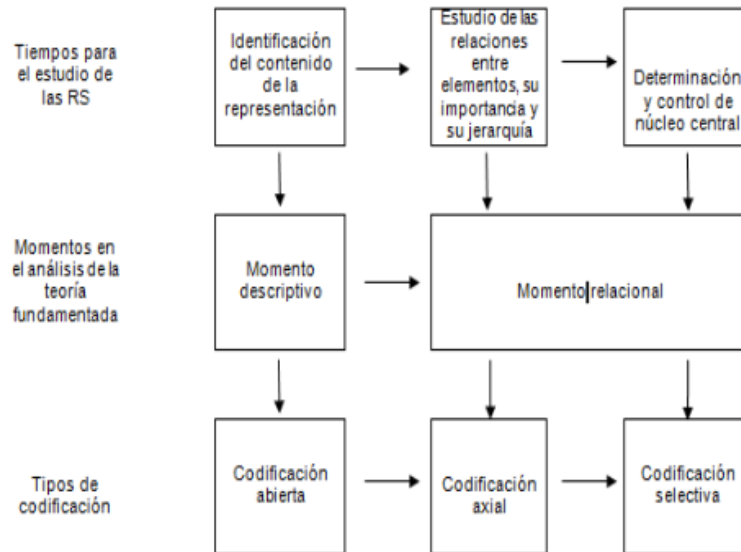 Tiempos para
el estudio de
las RS
Identificación
del contenido
de la
representación
Estudio de las
relaciones
entre
elementos, su
importancia y
su jerarquía
Determinación
y control de
núcleo central
Momentos en
el análisis de la
teoría
fundamentada
Momento
descriptivo
Momento relacional
Tipos de
codificación
Codificación
abierta
Codificación
axial
Codificación
selectiva